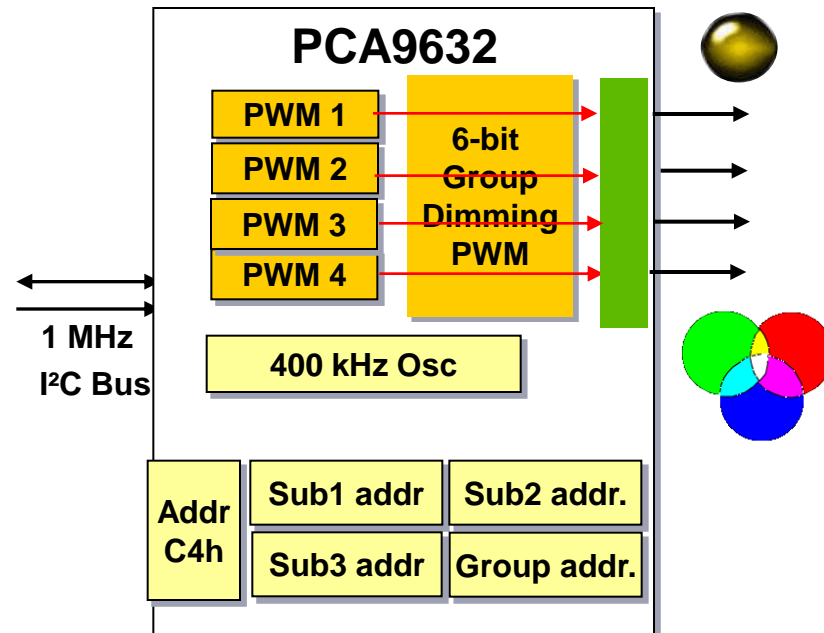 PCA9632
PWM 1
PWM 2
PWM 3
PWM 4
6-bit
Group
Dimming
PWM
1 MHz
I²C Bus
400 kHz Osc
Addr
C4h
Sub1 addr
Sub2 addr.
Sub3 addr
Group addr.